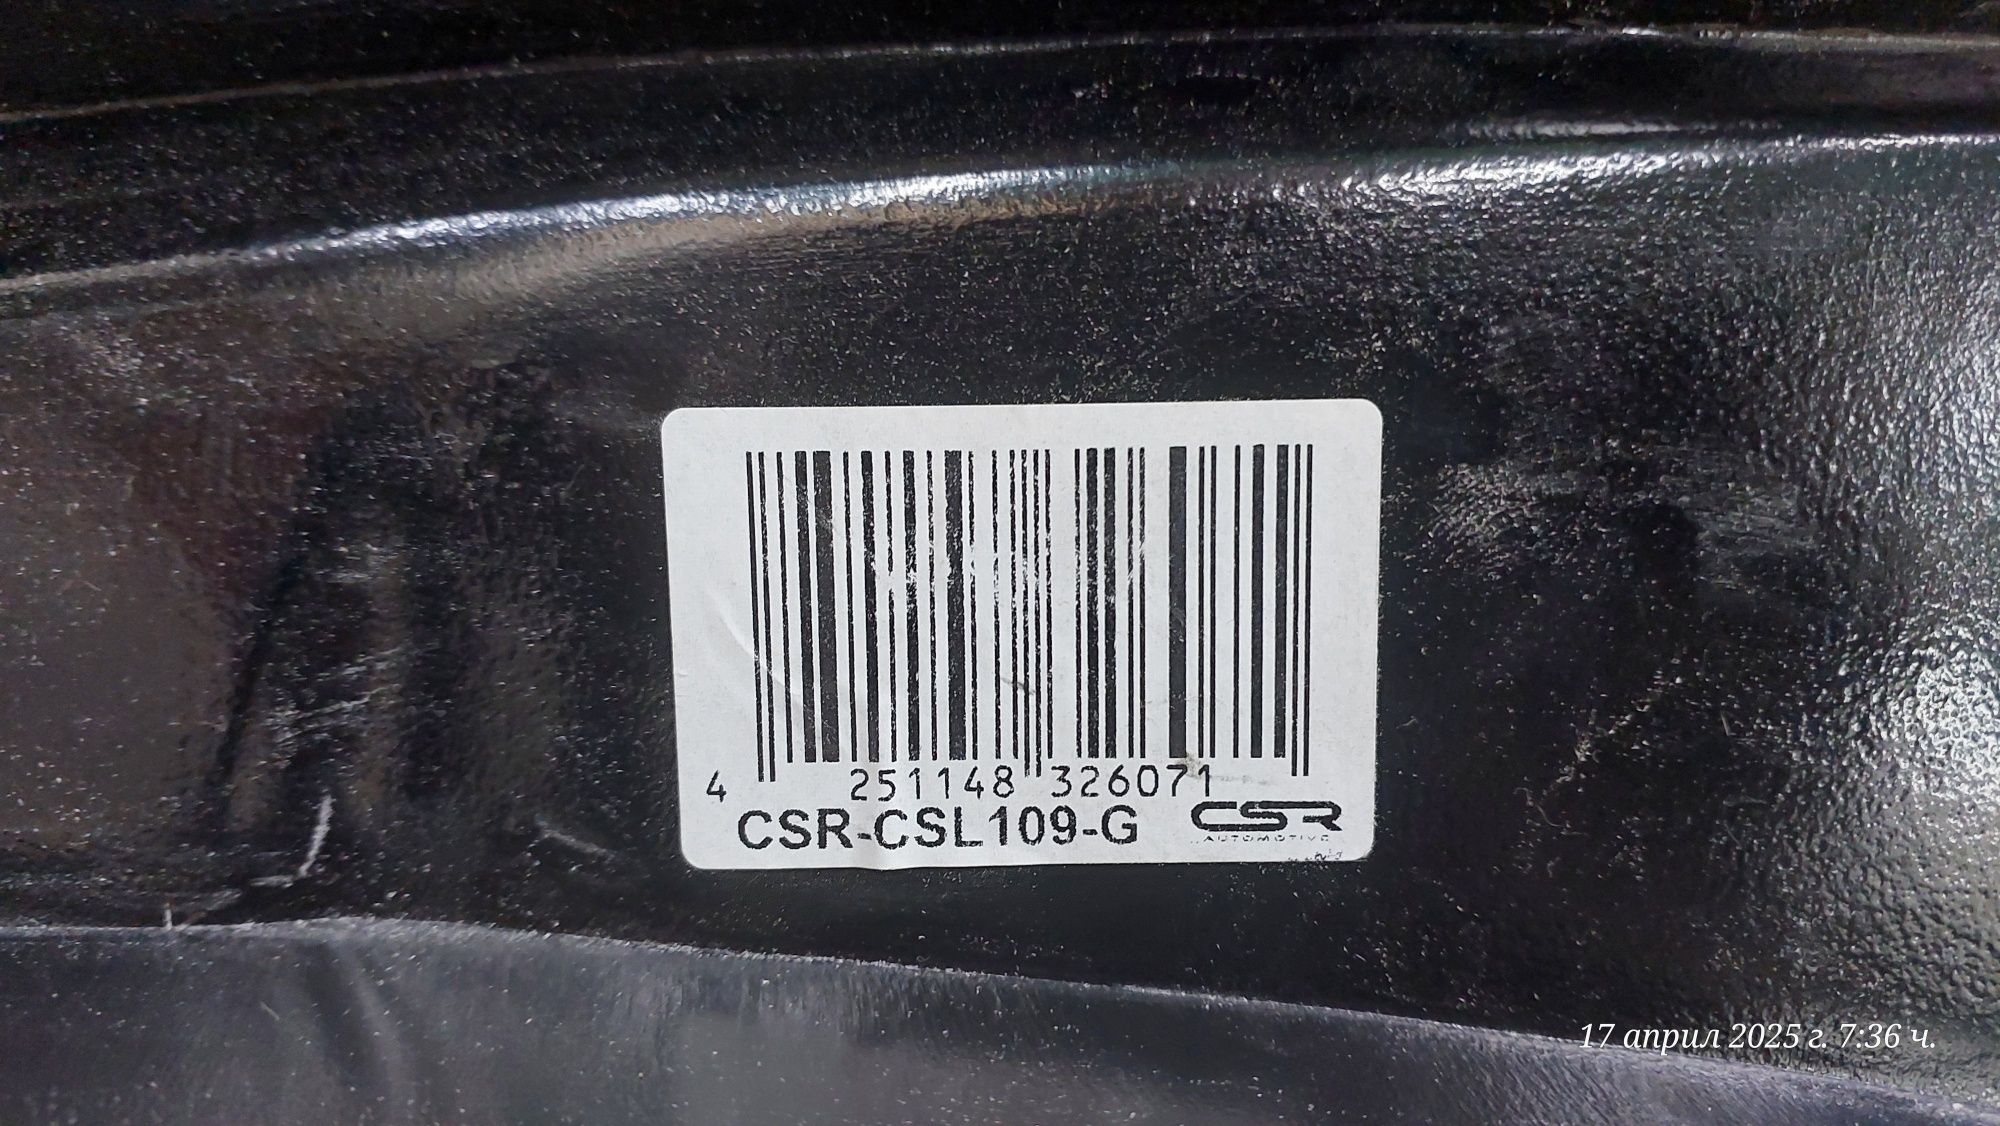 4 251148 326071
CSR-CSL109-G
CSR
AUTOMOTIVE
17 април 2025 г. 7:36 ч.